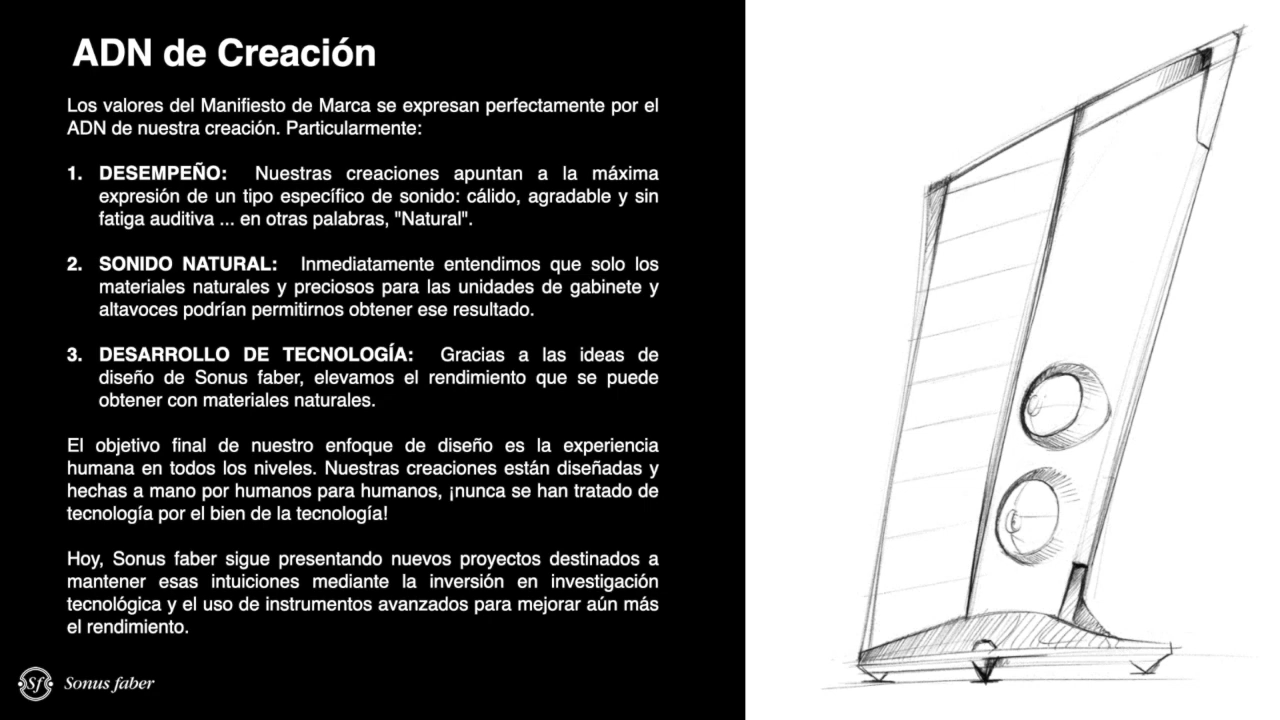 ADN de Creación
Los valores del Manifiesto de Marca se expresan perfectamente por el
ADN de nuestra creación. Particularmente:
1. DESEMPEÑO: Nuestras creaciones apuntan a la máxima
expresión de un tipo específico de sonido: cálido, agradable y sin
fatiga auditiva ... en otras palabras, "Natural".
2. SONIDO NATURAL: Inmediatamente entendimos que solo los
materiales naturales y preciosos para las unidades de gabinete y
altavoces podrían permitirnos obtener ese resultado.
3. DESARROLLO DE TECNOLOGÍA: Gracias a las ideas de
diseño de Sonus faber, elevamos el rendimiento que se puede
obtener con materiales naturales.
El objetivo final de nuestro enfoque de diseño es la experiencia
humana en todos los niveles. Nuestras creaciones están diseñadas y
hechas a mano por humanos para humanos, ¡nunca se han tratado de
tecnología por el bien de la tecnología!
Hoy, Sonus faber sigue presentando nuevos proyectos destinados a
mantener esas intuiciones mediante la inversión en investigación
tecnológica y el uso de instrumentos avanzados para mejorar aún más
el rendimiento.
Sf Sonus faber